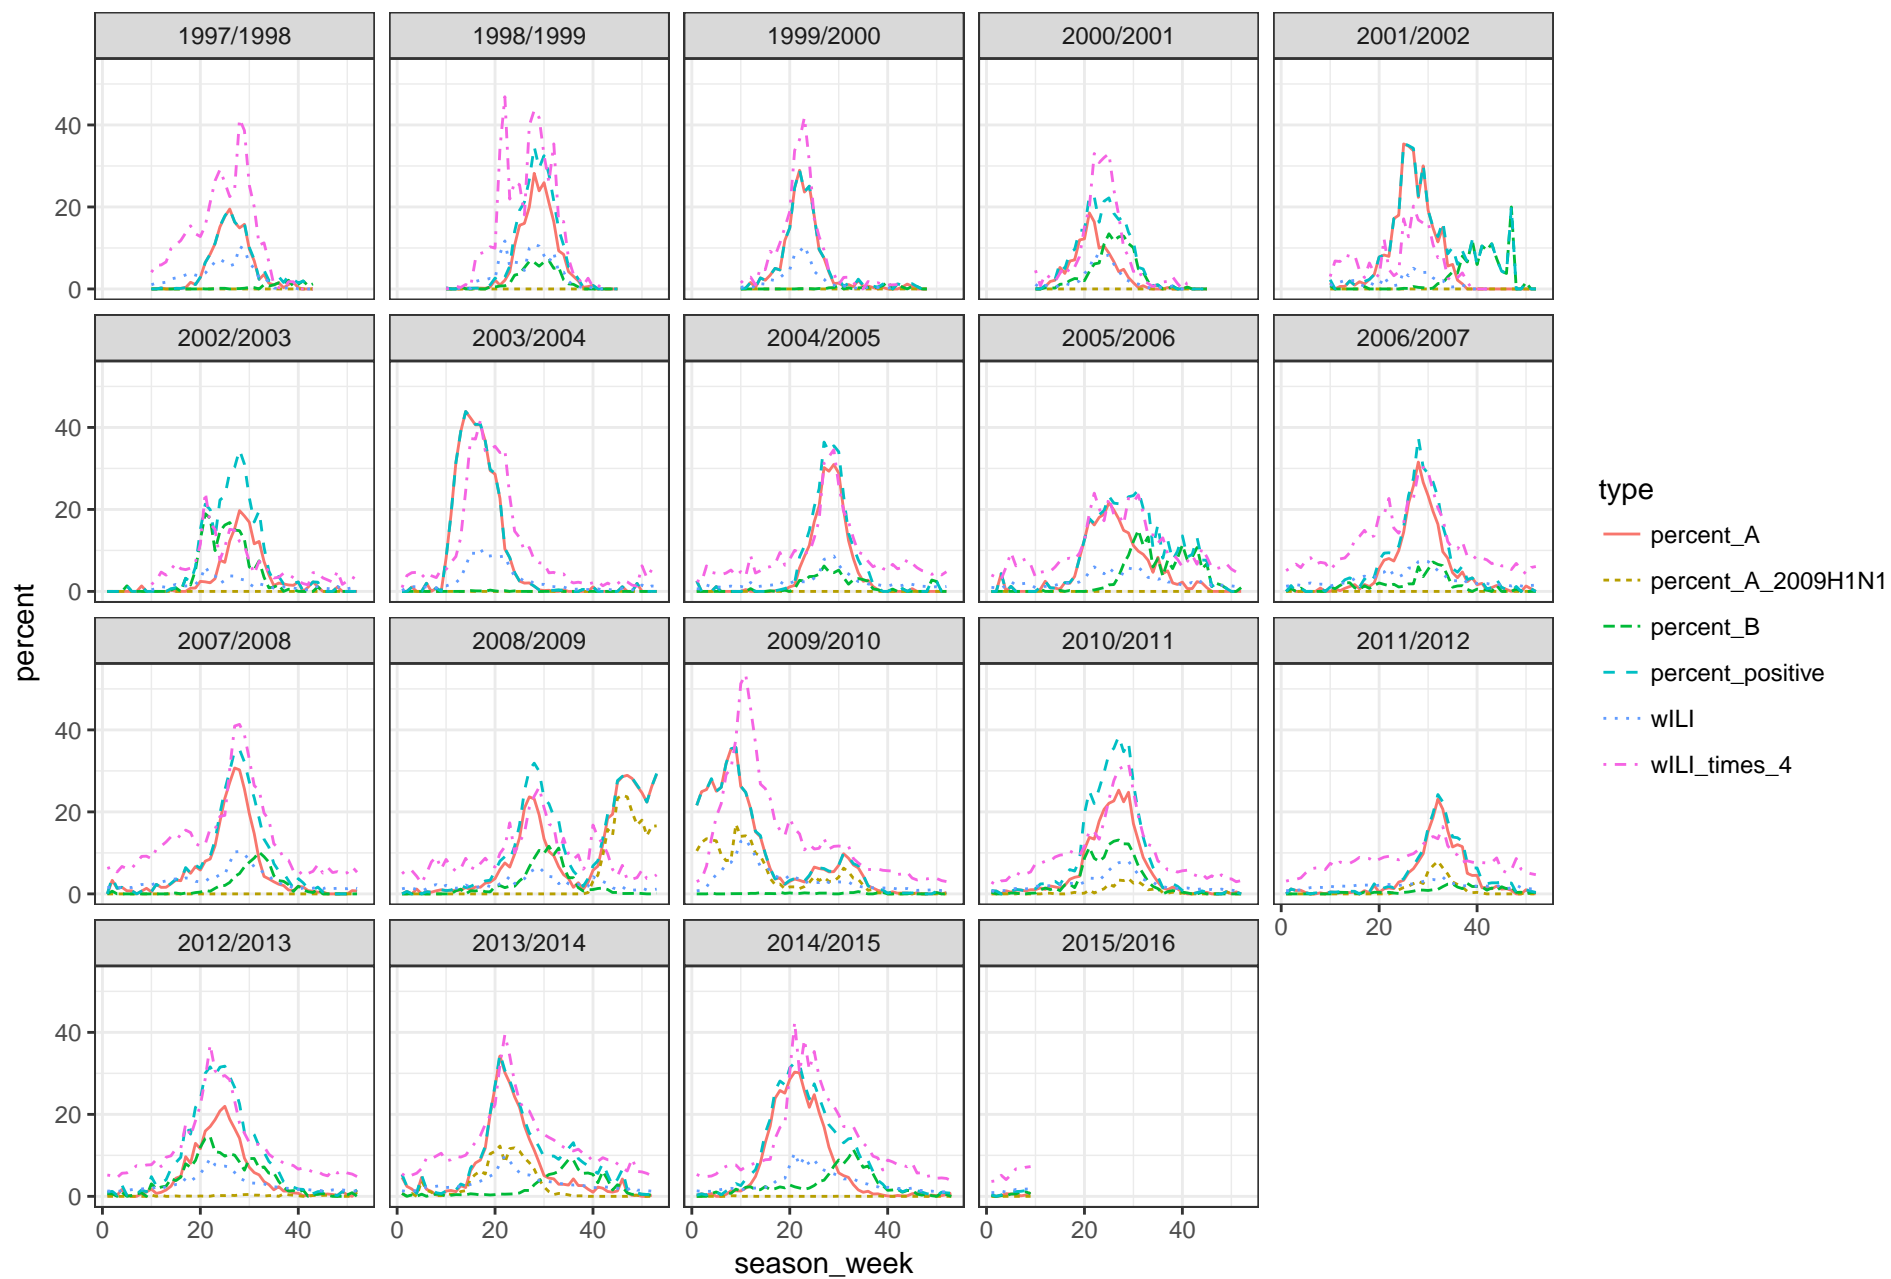 1997/1998 1998/1999 1999/2000 2000/2001 2001/2002
40
20
0
2002/2003 2003/2004 2004/2005 2005/2006 2006/2007
40
20
0
type
percent_A
percent_A_2009H1N1
percent_B
percent_positive
wILI
wILI_times_4
percent
2007/2008 2008/2009 2009/2010 2010/2011 2011/2012
40
20
0
0 20 40
2012/2013 2013/2014 2014/2015 2015/2016
40
20
0
0 20 40 0 20 40 0 20 40 0 20 40
season_week